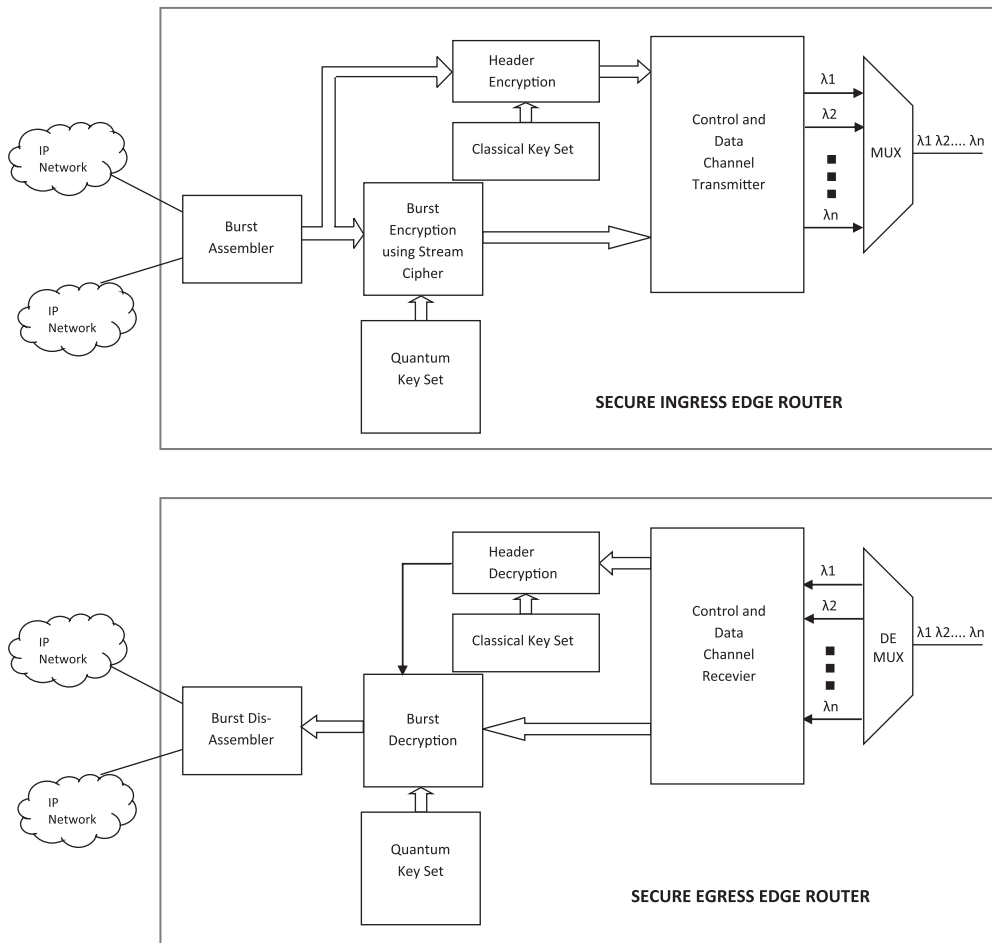 Header
Encryption
Classical Key Set
IP
Network
Burst
Assembler
Burst
Encryption
using Stream
Cipher
Quantum
Key Set
IP
Network
Control and
Data
Channel
Transmitter
λ1
λ2
λn
MUX
λ1 λ2.... λn
SECURE INGRESS EDGE ROUTER
Header
Decryption
Classical Key Set
IP
Network
Burst Dis-
Assembler
Burst
Decryption
Quantum
Key Set
IP
Network
Control and
Data
Channel
Recevier
λ1
λ2
λn
DE
MUX
λ1 λ2.... λn
SECURE EGRESS EDGE ROUTER